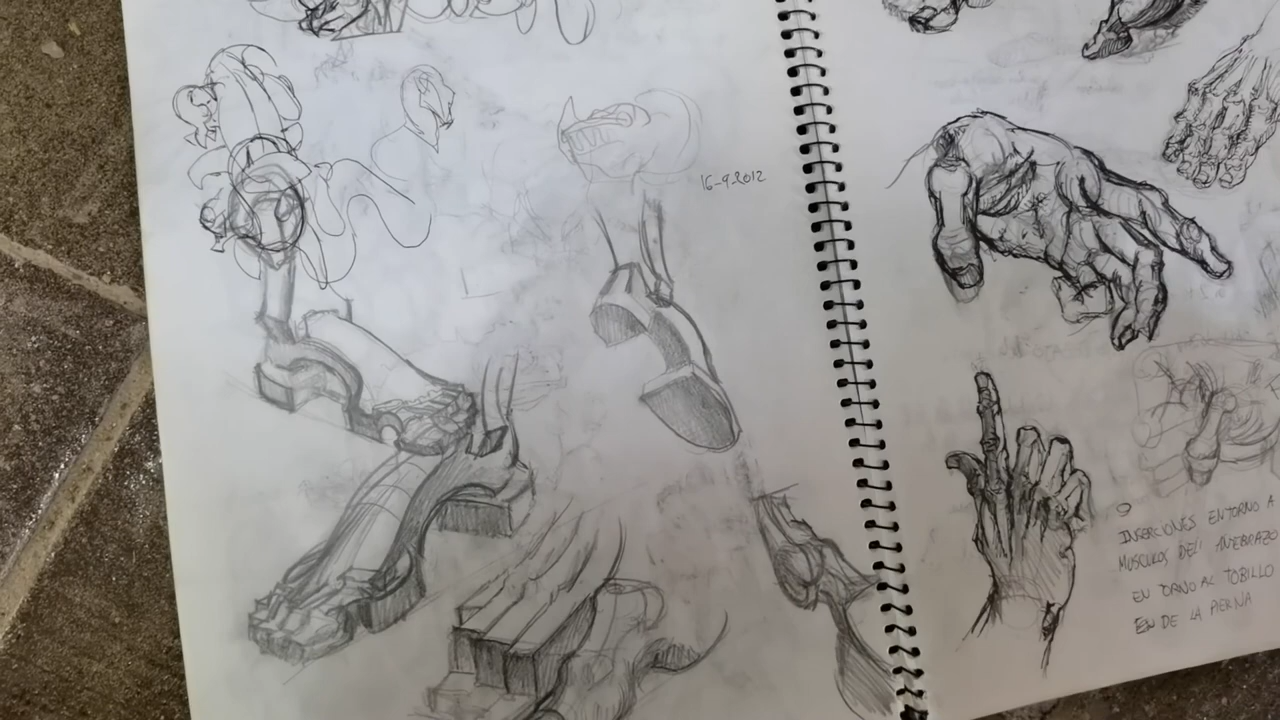 16-9-2012
INSERCIONES ENTORNO A
MUSCULOS DEL ANTEBRAZO
EN TORNO AL TOBILLO
EN DE LA PIERNA